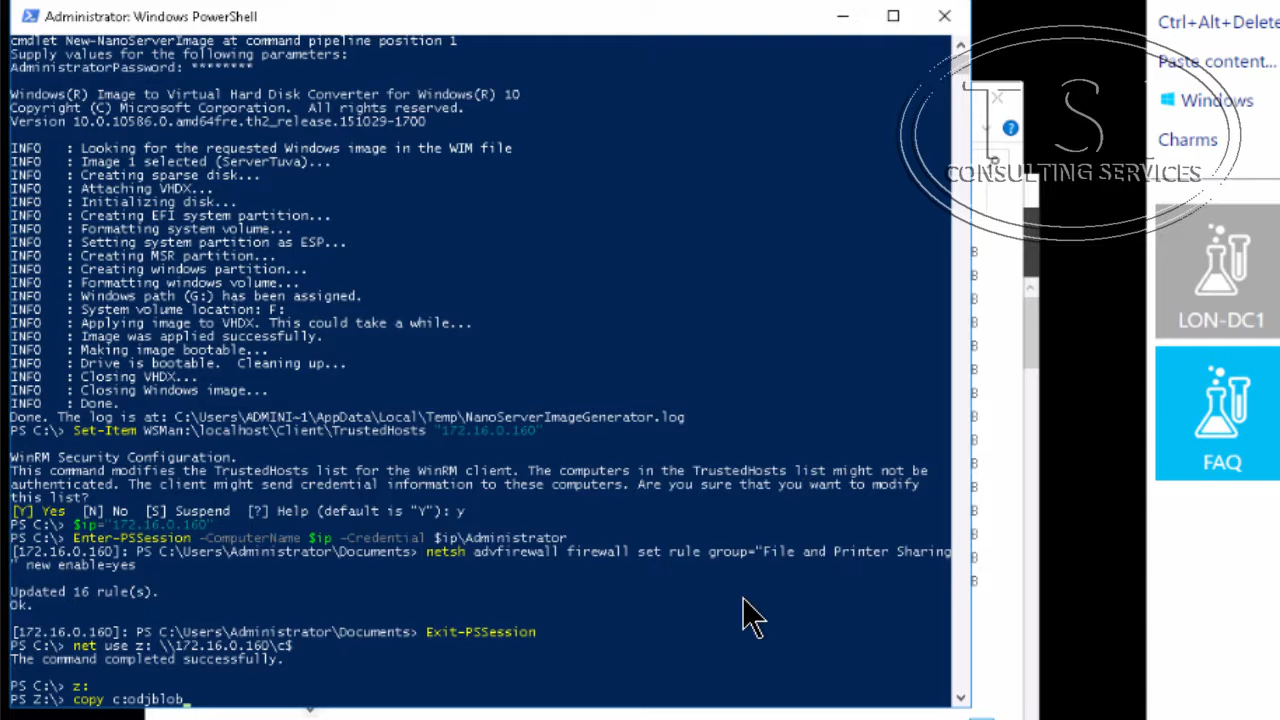 Administrator: Windows PowerShell
cmdlet New-NanoServerImage at command pipeline position 1
Supply values for the following parameters:
AdministratorPassword: ********
Windows(R) Image to Virtual Hard Disk Converter for Windows(R) 10
Copyright (C) Microsoft Corporation.  All rights reserved.
Version 10.0.10586.0.amd64fre.th2_release.151029-1700
INFO   : Looking for the requested Windows image in the WIM file
INFO   : Image 1 selected (ServerTuva)...
INFO   : Creating sparse disk...
INFO   : Attaching VHDX...
INFO   : Initializing disk...
INFO   : Creating EFI system partition...
INFO   : Formatting system volume...
INFO   : Setting system partition as ESP...
INFO   : Creating MSR partition...
INFO   : Creating windows partition...
INFO   : Formatting windows volume...
INFO   : Windows path (G:) has been assigned.
INFO   : System volume location: F:
INFO   : Applying image to VHDX. This could take a while...
INFO   : Image was applied successfully.
INFO   : Making image bootable...
INFO   : Drive is bootable.  Cleaning up...
INFO   : Closing VHDX...
INFO   : Closing Windows image...
INFO   : Done.
Done. The log is at: C:\Users\ADMINI~1\AppData\Local\Temp\NanoServerImageGenerator.log
PS C:\> Set-Item WSMan:\localhost\Client\TrustedHosts "172.16.0.160"
WinRM Security Configuration.
This command modifies the TrustedHosts list for the WinRM client. The computers in the TrustedHosts list might not be
authenticated. The client might send credential information to these computers. Are you sure that you want to modify
this list?
[Y] Yes  [N] No  [S] Suspend  [?] Help (default is "Y"): y
PS C:\> $ip="172.16.0.160"
PS C:\> Enter-PSSession -ComputerName $ip -Credential $ip\Administrator
[172.16.0.160]: PS C:\Users\Administrator\Documents> netsh advfirewall firewall set rule group="File and Printer Sharing
" new enable=yes
Updated 16 rule(s).
Ok.
[172.16.0.160]: PS C:\Users\Administrator\Documents> Exit-PSSession
PS C:\> net use z: \\172.16.0.160\c$
The command completed successfully.
PS C:\> z:
PS Z:\> copy c:odjblob_
Ctrl+Alt+Delete
Paste content...
Windows
Charms
TS
CONSULTING SERVICES
LON-DC1
FAQ